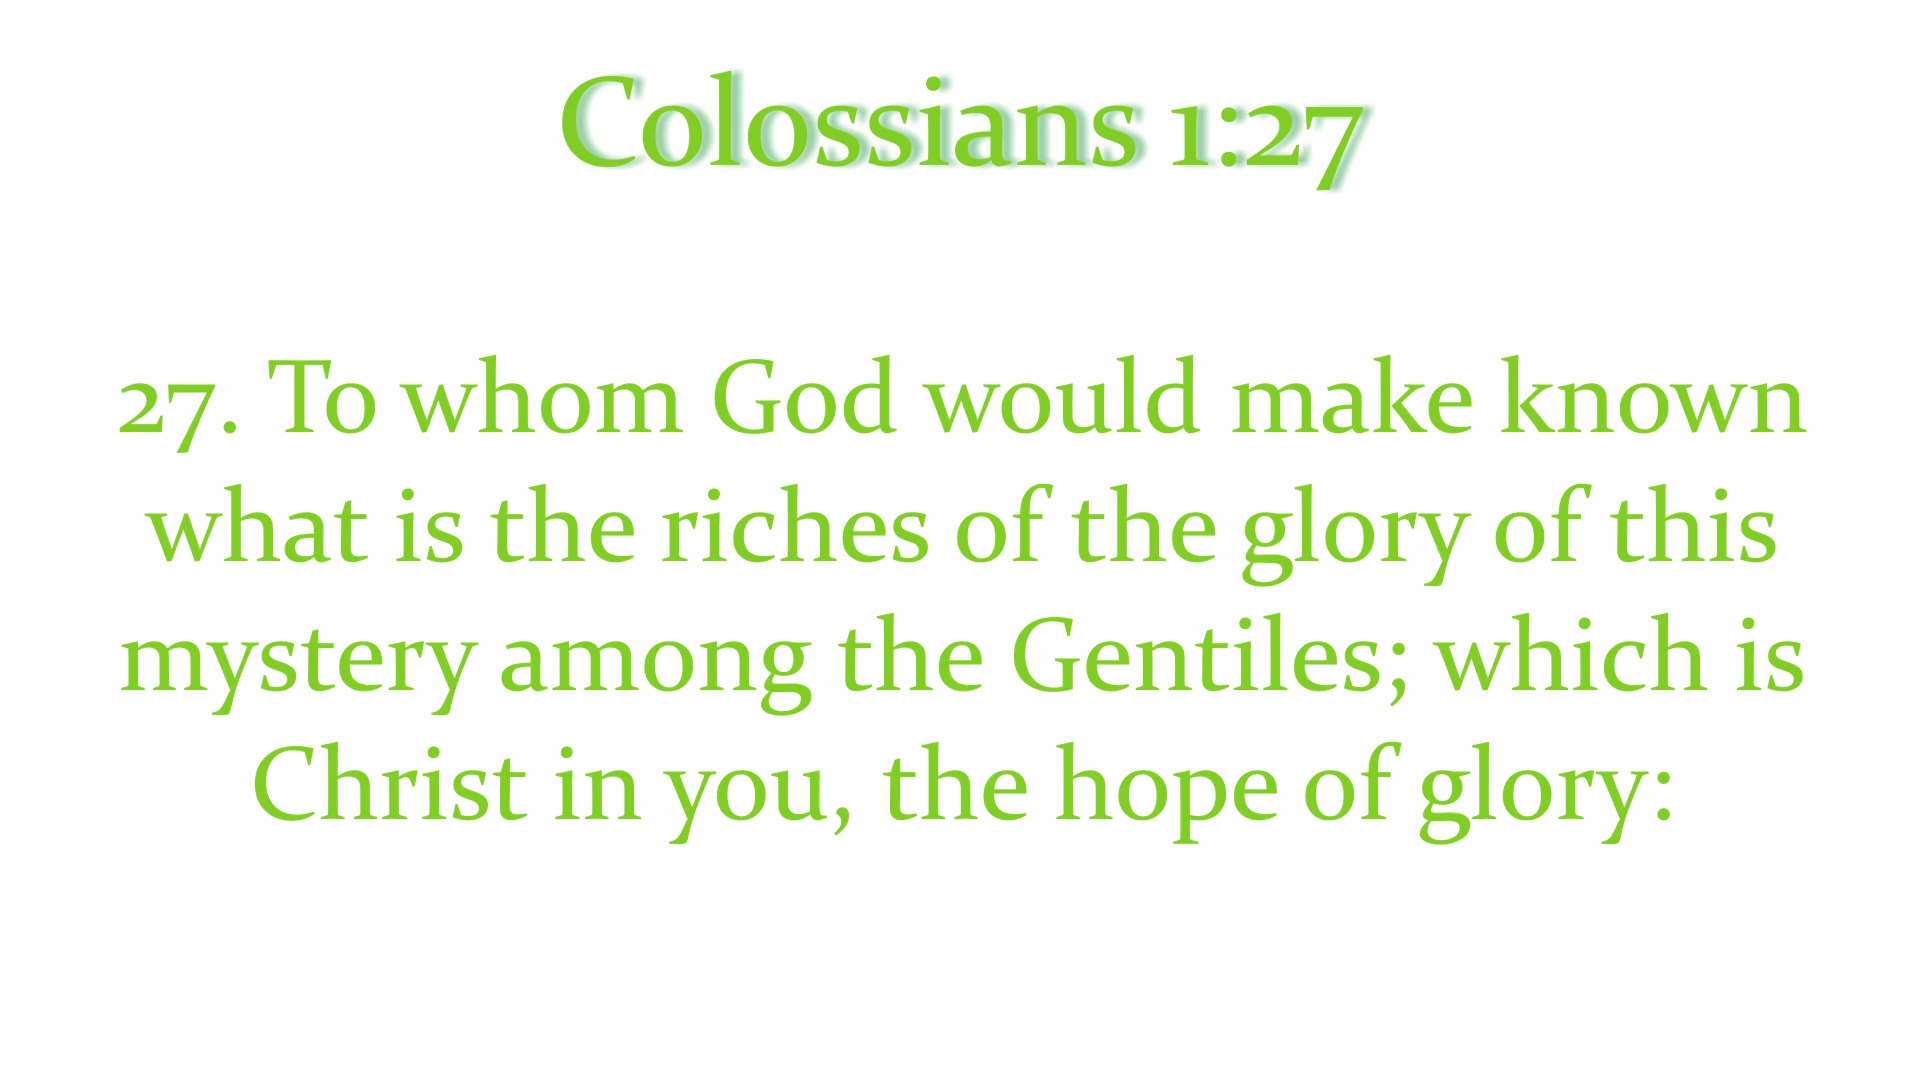 Colossians 1:27
27. To whom God would make known
what is the riches of the glory of this
mystery among the Gentiles; which is
Christ in you, the hope of glory: